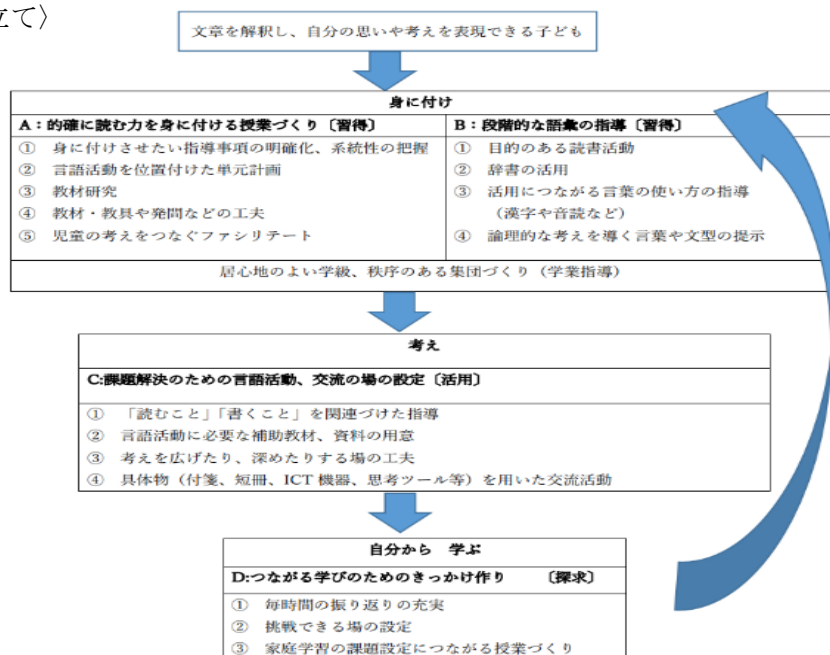 立て〉
文章を解釈し、自分の思いや考えを表現できる子ども
身に付け
A：的確に読む力を身に付ける授業づくり〔習得〕
① 身に付けさせたい指導事項の明確化、系統性の把握
② 言語活動を位置付けた単元計画
③ 教材研究
④ 教材・教具や発問などの工夫
⑤ 児童の考えをつなぐファシリテート
B：段階的な語彙の指導〔習得〕
① 目的のある読書活動
② 辞書の活用
③ 活用につながる言葉の使い方の指導
（漢字や音読など）
④ 論理的な考えを導く言葉や文型の提示
居心地のよい学級、秩序のある集団づくり（学業指導）
考え
C:課題解決のための言語活動、交流の場の設定〔活用〕
① 「読むこと」「書くこと」を関連づけた指導
② 言語活動に必要な補助教材、資料の用意
③ 考えを広げたり、深めたりする場の工夫
④ 具体物（付箋、短冊、ICT 機器、思考ツール等）を用いた交流活動
自分から 学ぶ
D:つながる学びのためのきっかけ作り 〔探求〕
① 毎時間の振り返りの充実
② 挑戦できる場の設定
③ 家庭学習の課題設定につながる授業づくり